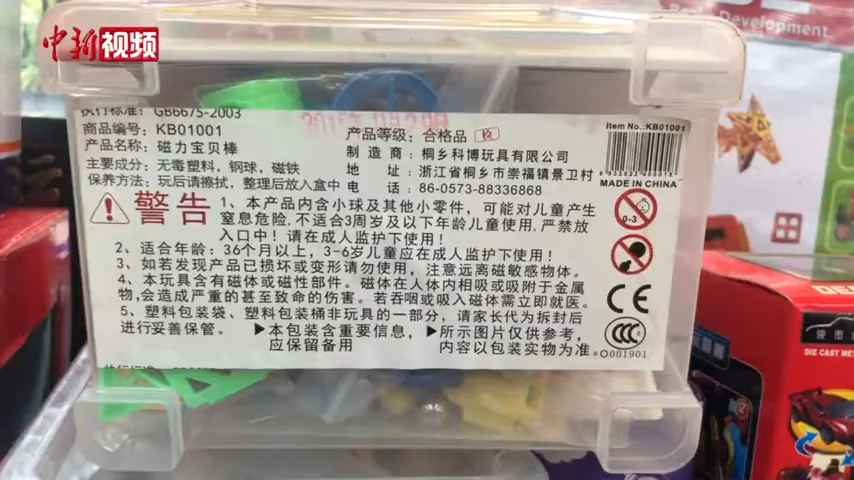 中新视频
Brain Development
执行标准: GB6675-2003
商品编号: KB01001
产品名称: 磁力宝贝棒
主要成分: 无毒塑料, 钢球, 磁铁
保养方法: 玩后请擦拭, 整理后放入盒中
产品等级: 合格品 检
制造商: 桐乡科博玩具有限公司
地址: 浙江省桐乡市崇福镇景卫村
电话: 86-0573-88336868
Item No.:KB01001
MADE IN CHINA
0-3
警告
1、本产品内含小球及其他小零件, 可能对儿童产生
窒息危险, 不适合3周岁及以下年龄儿童使用, 严禁放
入口中! 请在成人监护下使用!
2、适合年龄: 36个月以上, 3-6岁儿童应在成人监护下使用!
3、如若发现产品已损坏或变形请勿使用, 注意远离磁敏感物体。
4、本玩具含有磁体或磁性部件。磁体在人体内相吸或吸附于金属
物, 会造成严重的甚至致命的伤害。若吞咽或吸入磁体需立即就医。
5、塑料包装袋、塑料包装桶非玩具的一部分, 请家长代为拆封后
进行妥善保管。
▶本包装含重要信息,
应保留备用
▶所示图片仅供参考,
内容以包装实物为准。
CE
CCC
O001901
DIE CAST ME